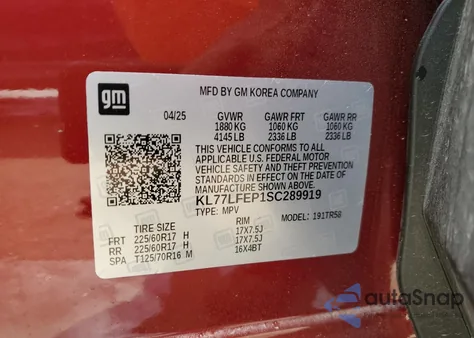 gm
MFD BY GM KOREA COMPANY
04/25 GVWR GAWR FRT GAWR RR
1880 KG 1060 KG 1060 KG
4145 LB 2336 LB 2336 LB
THIS VEHICLE CONFORMS TO ALL
APPLICABLE U.S. FEDERAL MOTOR
VEHICLE SAFETY AND THEFT PREVENTION
STANDARDS IN EFFECT ON THE DATE OF
MANUFACTURE SHOWN ABOVE.
KL77LFEP1SC289919
TYPE: MPV MODEL: 191TR58
TIRE SIZE RIM
FRT 225/60R17 H 17X7.5J
RR 225/60R17 H 17X7.5J
SPA T125/70R16 M 16X4BT
autoSnap